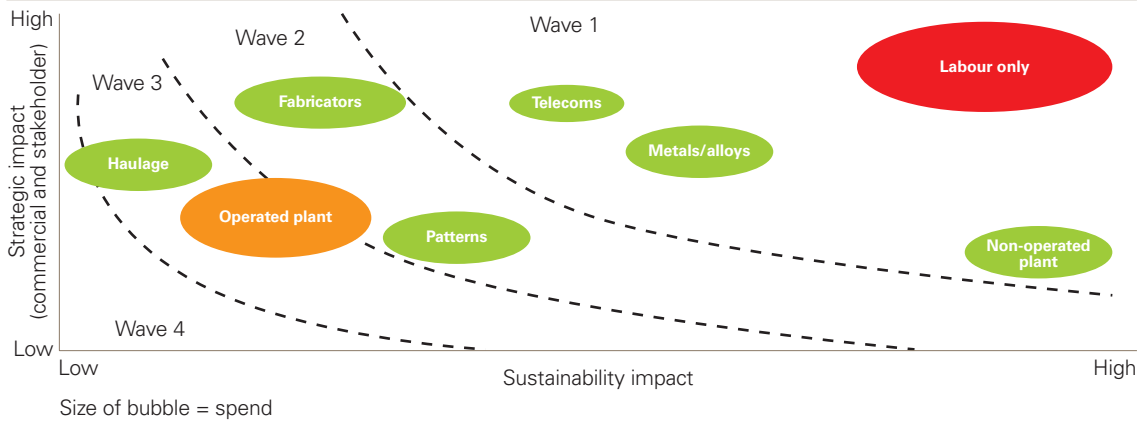 High
Wave 2
Wave 1
Labour only
Wave 3
Fabricators
Telecoms
Metals/alloys
Haulage
Strategic impact
(commercial and stakeholder)
Operated plant
Patterns
Non-operated
plant
Wave 4
Low
Low
Sustainability impact
High
Size of bubble = spend